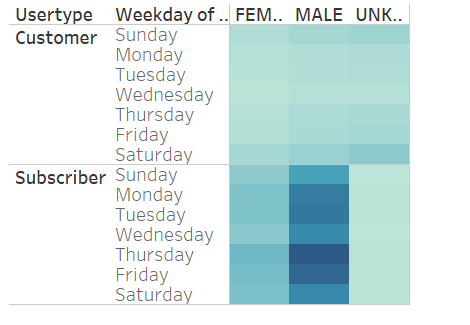 Usertype Weekday of .. FEM.. MALE UNK..
Customer Sunday
Monday
Tuesday
Wednesday
Thursday
Friday
Saturday
Subscriber Sunday
Monday
Tuesday
Wednesday
Thursday
Friday
Saturday